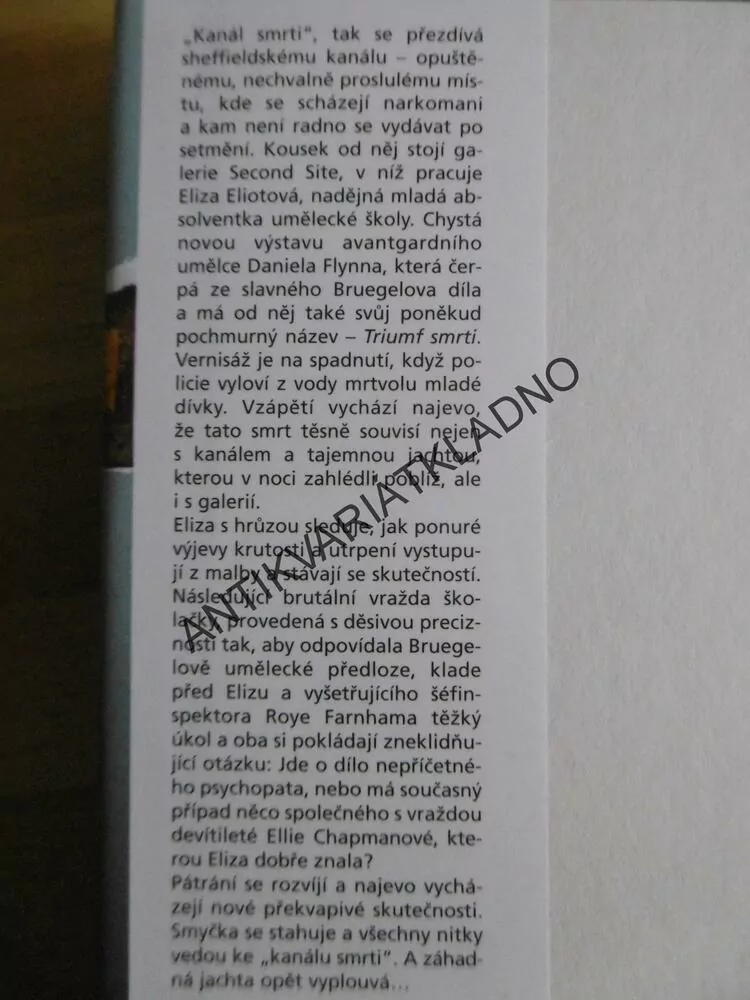 „Kanál smrti“, tak se přezdívá
sheffieldskému kanálu – opuště-
nému, nechvalně proslulému mís-
tu, kde se scházejí narkomani
a kam není radno se vydávat po
setmění. Kousek od něj stojí ga-
lerie Second Site, v níž pracuje
Eliza Eliotová, nadějná mladá ab-
solventka umělecké školy. Chystá
novou výstavu avantgardního
umělce Daniela Flynna, která čer-
pá ze slavného Bruegelova díla
a má od něj také svůj poněkud
pochmurný název – Triumf smrti.
Vernisáž je na spadnutí, když po-
licie vyloví z vody mrtvolu mladé
dívky. Vzápětí vychází najevo,
že tato smrt těsně souvisí nejen
s kanálem a tajemnou jachtou,
kterou v noci zahlédli poblíž, ale
i s galerií.
Eliza s hrůzou sleduje, jak ponuré
výjevy krutosti a utrpení vystupu-
jí z malby a stávají se skutečností.
Následující brutální vražda ško-
lačky, provedená s děsivou preciz-
ností tak, aby odpovídala Bruege-
lově umělecké předloze, klade
před Elizu a vyšetřujícího šéfin-
spektora Roye Farnhama těžký
úkol a oba si pokládají zneklidňu-
jící otázku: Jde o dílo nepříčetné-
ho psychopata, nebo má současný
případ něco společného s vraždou
devítileté Ellie Chapmanové, kte-
rou Eliza dobře znala?
Pátrání se rozvíjí a najevo vychá-
zejí nové překvapivé skutečnosti.
Smyčka se stahuje a všechny nitky
vedou ke „kanálu smrti“. A záhad-
ná jachta opět vyplouvá...
ANTIKVARIATKLADNO